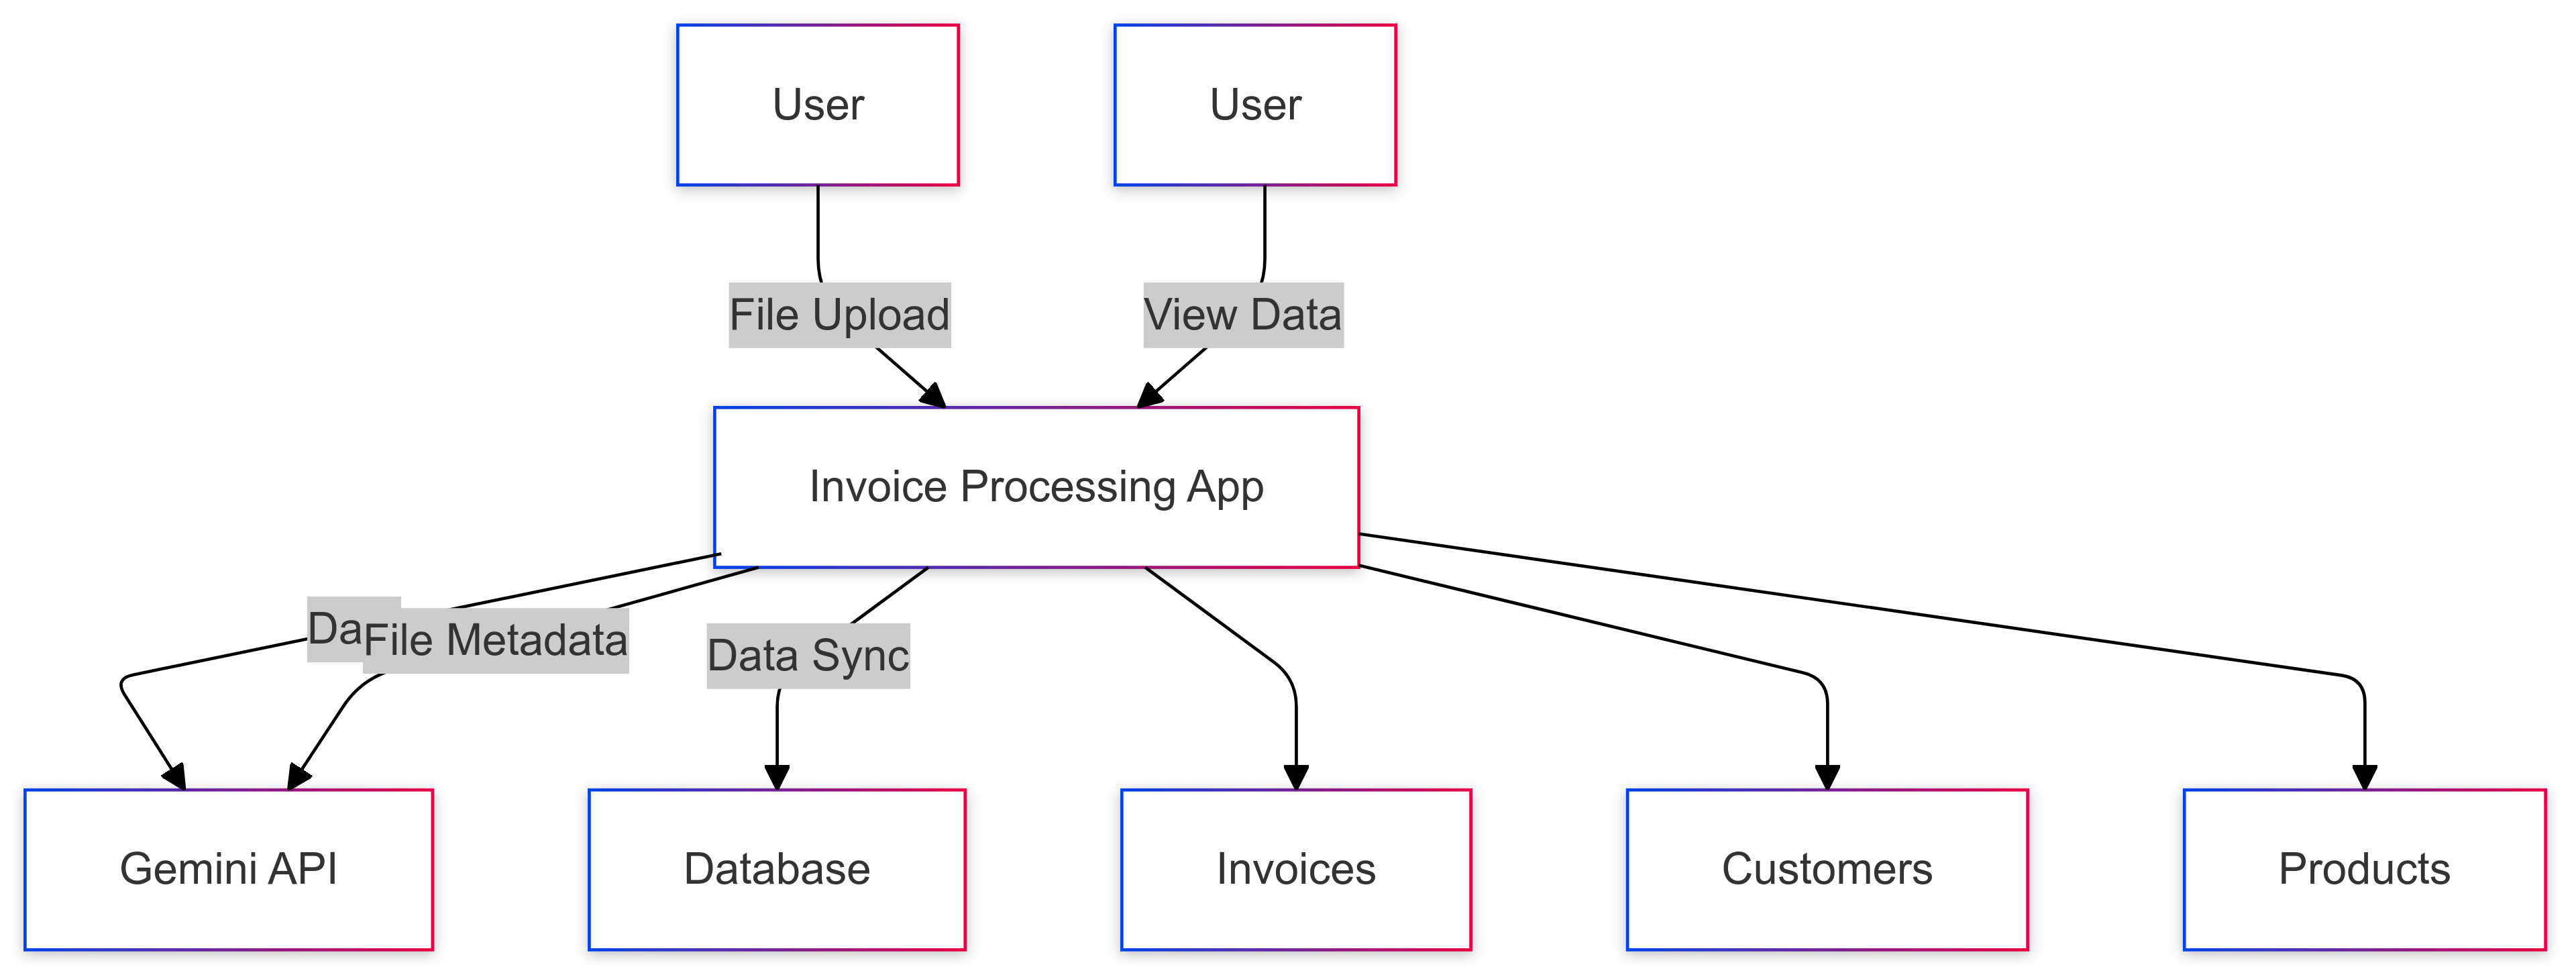 User
User
File Upload
View Data
Invoice Processing App
File Metadata
Data Sync
Gemini API
Database
Invoices
Customers
Products